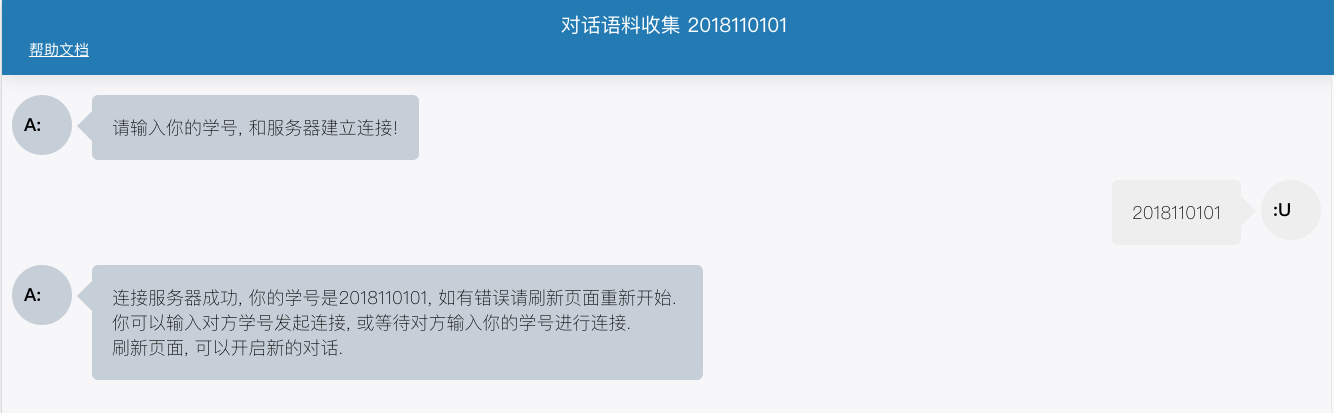 对话语料收集 2018110101
帮助文档
A:
请输入你的学号, 和服务器建立连接!
2018110101
:U
A:
连接服务器成功, 你的学号是2018110101, 如有错误请刷新页面重新开始.
你可以输入对方学号发起连接, 或等待对方输入你的学号进行连接.
刷新页面, 可以开启新的对话.